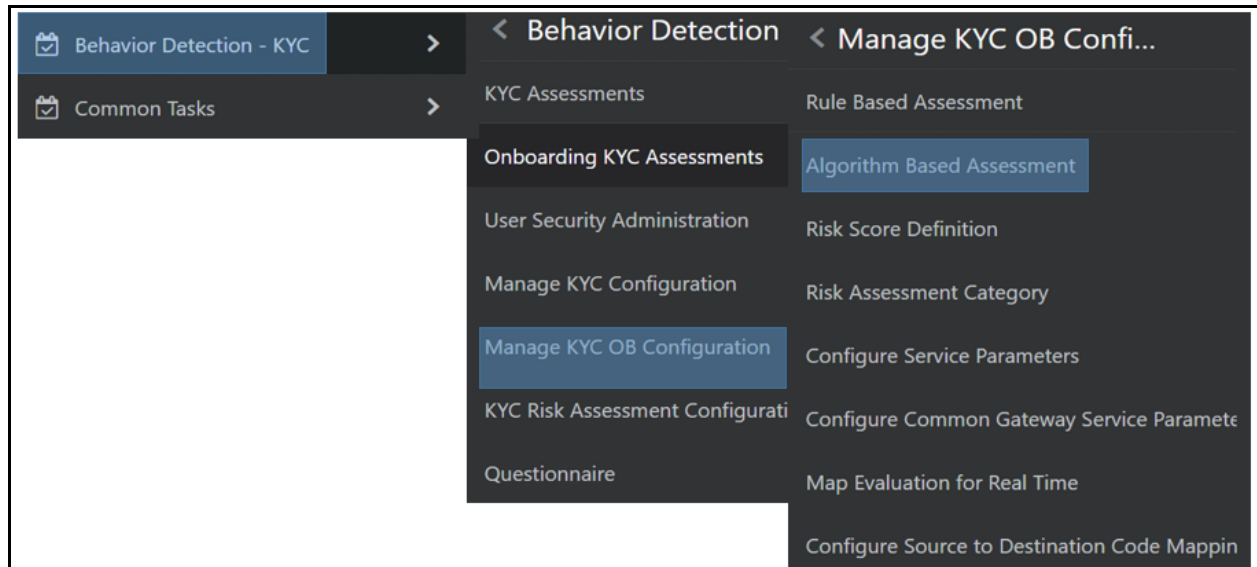 Behavior Detection - KYC
Common Tasks
Behavior Detection
KYC Assessments
Onboarding KYC Assessments
User Security Administration
Manage KYC Configuration
Manage KYC OB Configuration
KYC Risk Assessment Configurati
Questionnaire
Manage KYC OB Confi...
Rule Based Assessment
Algorithm Based Assessment
Risk Score Definition
Risk Assessment Category
Configure Service Parameters
Configure Common Gateway Service Paramete
Map Evaluation for Real Time
Configure Source to Destination Code Mappin